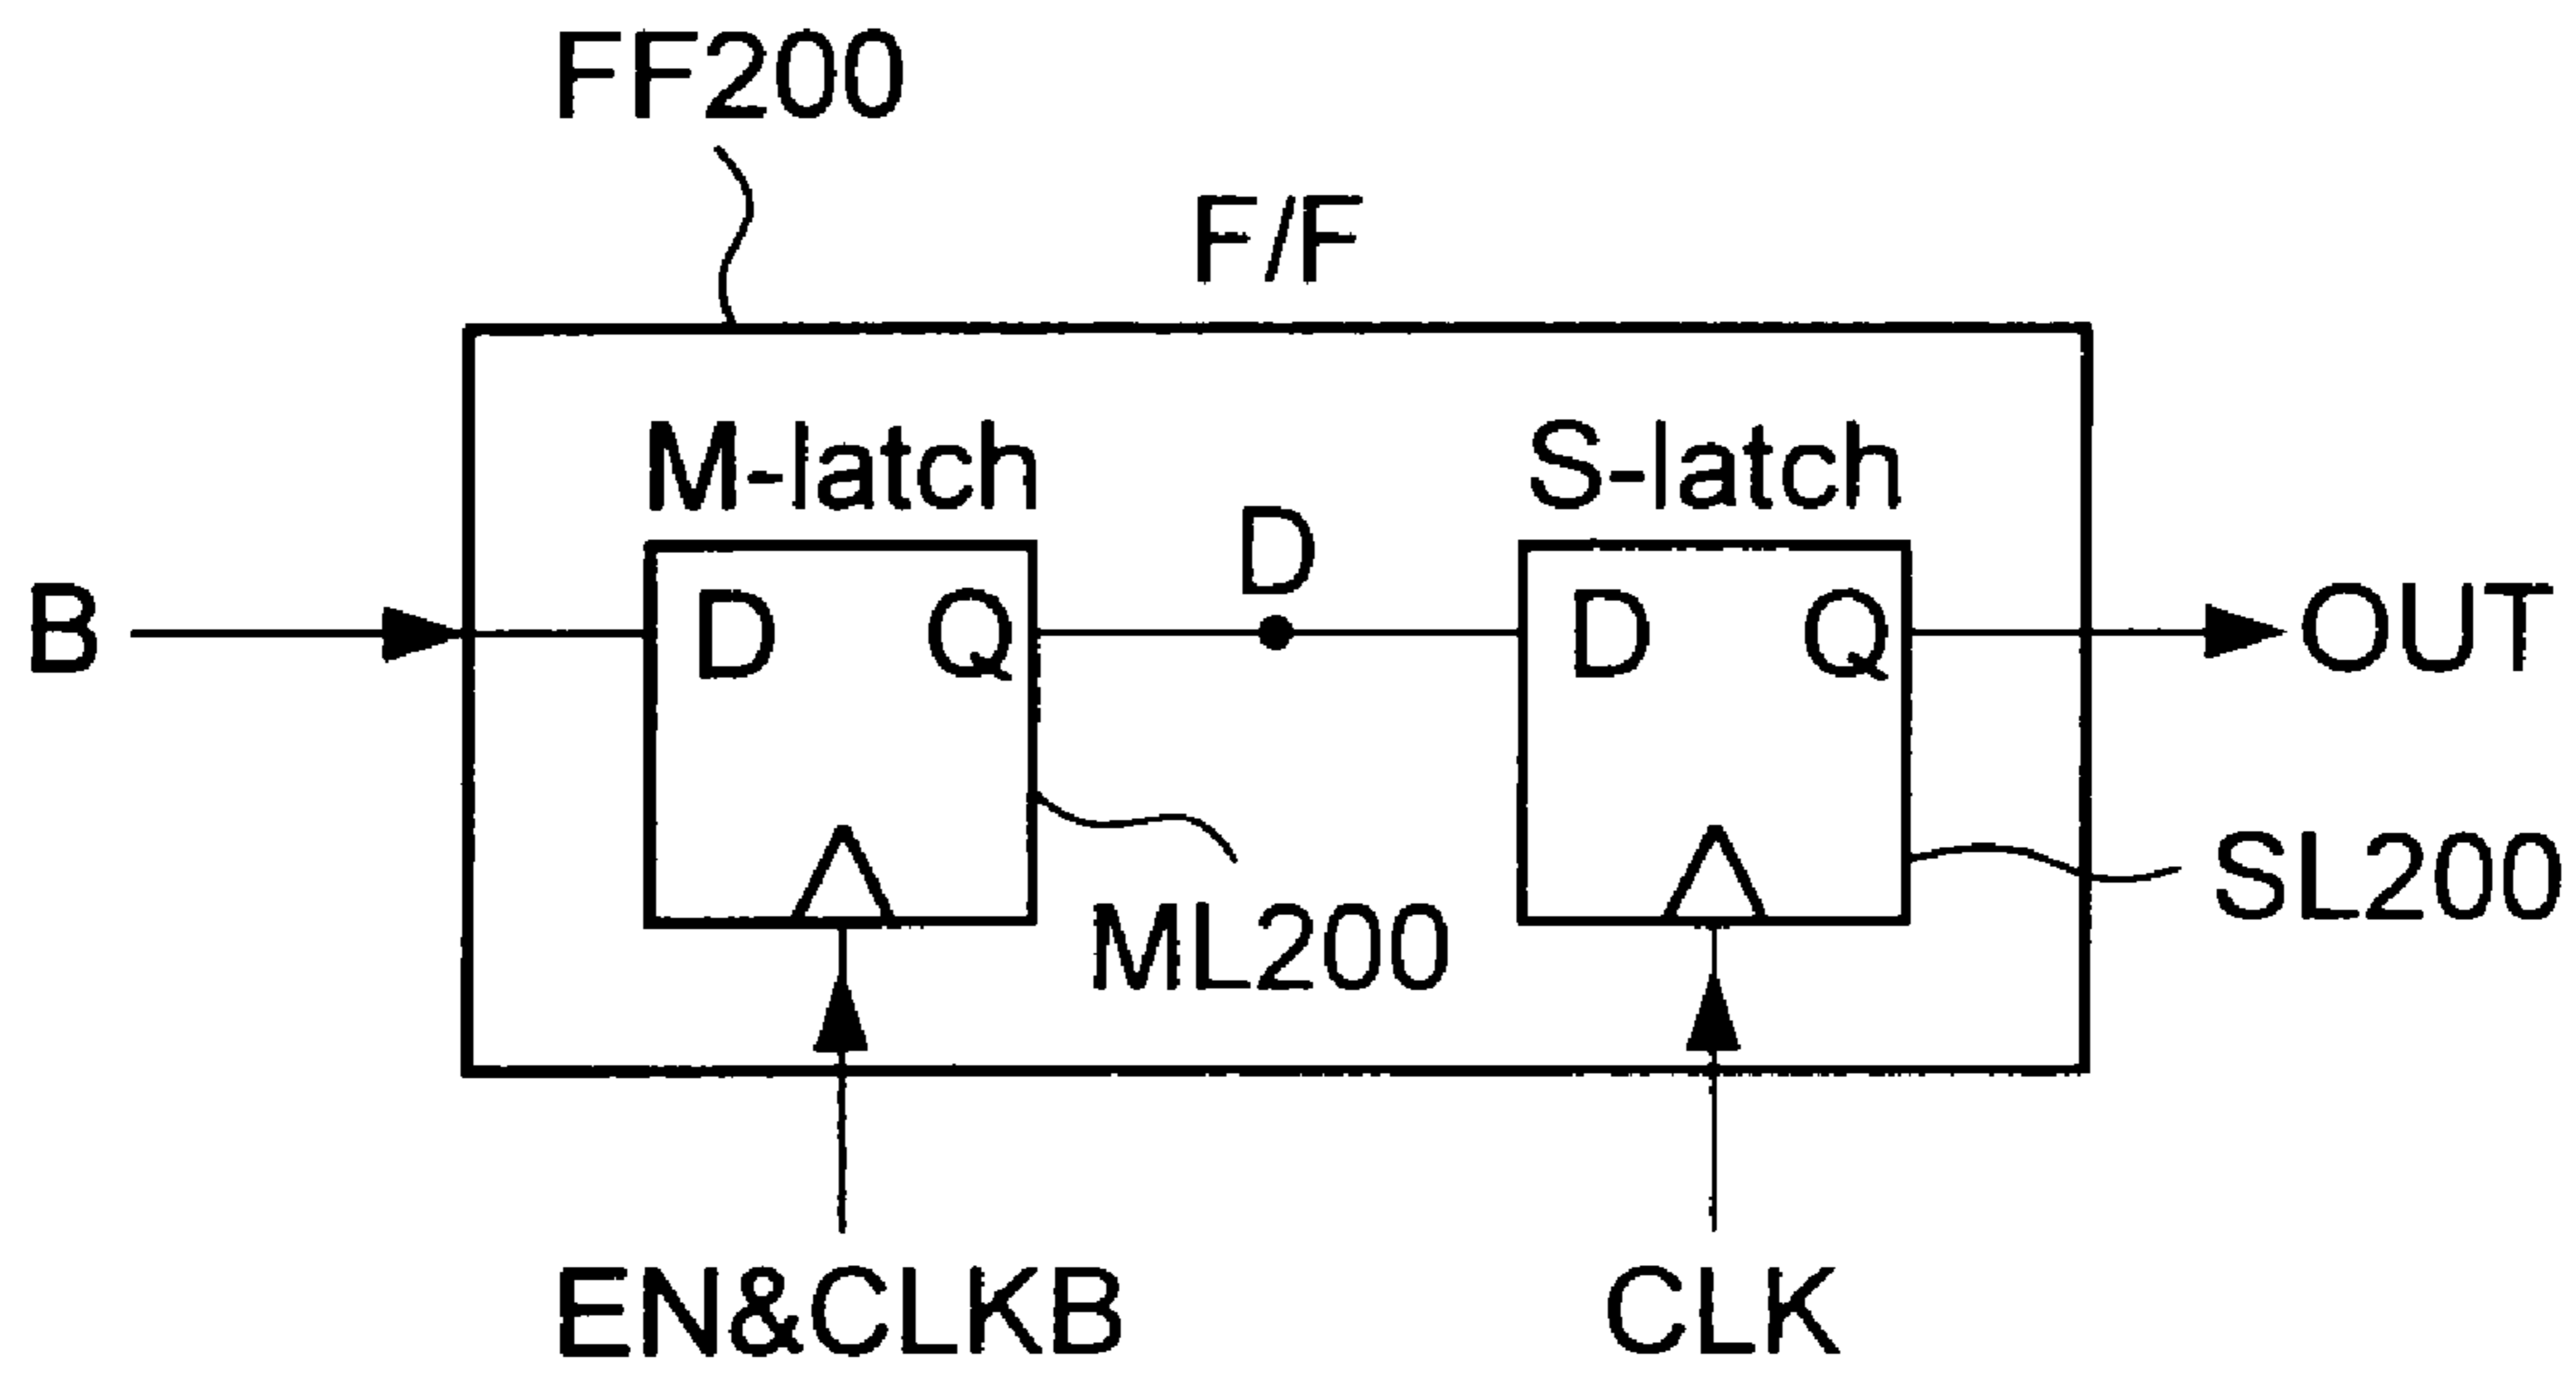 FF200
F/F
M-latch
S-latch
D
B
D
Q
D
Q
OUT
SL200
ML200
EN&CLKB
CLK